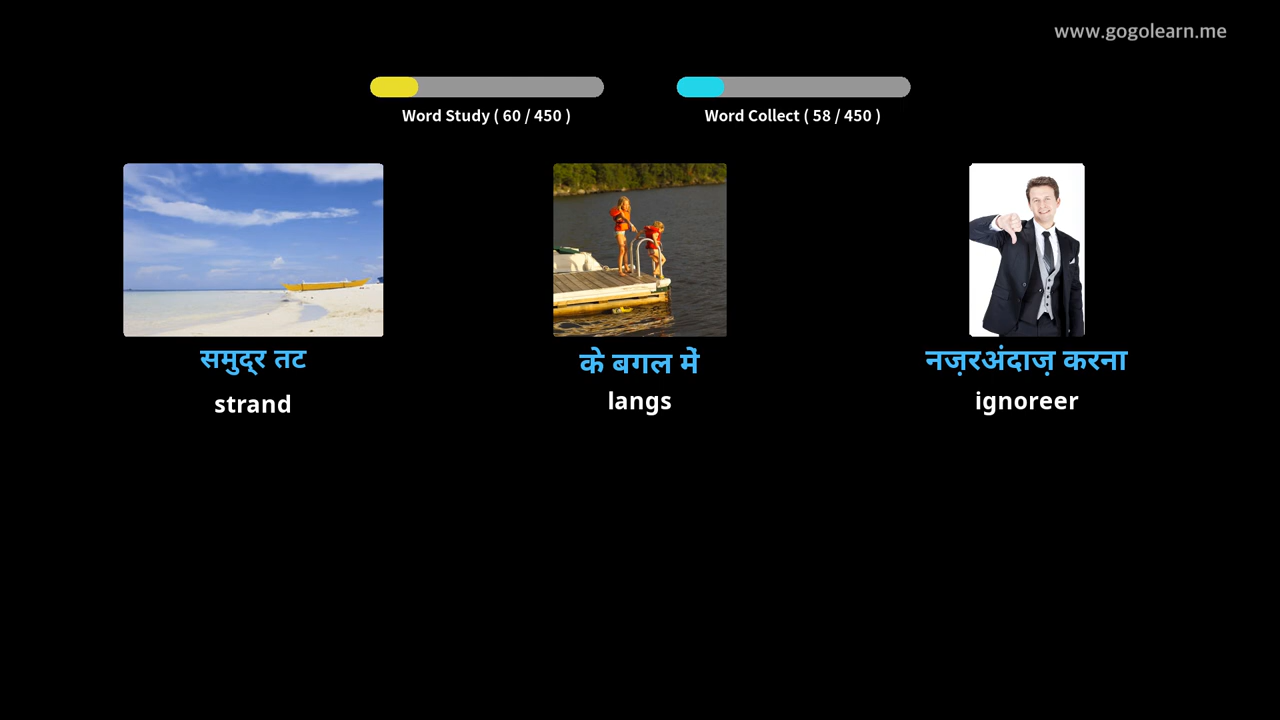 www.gogolearn.me
Word Study ( 60 / 450 )
Word Collect ( 58 / 450 )
समुद्र तट
के बगल में
नज़रअंदाज़ करना
strand
langs
ignoreer